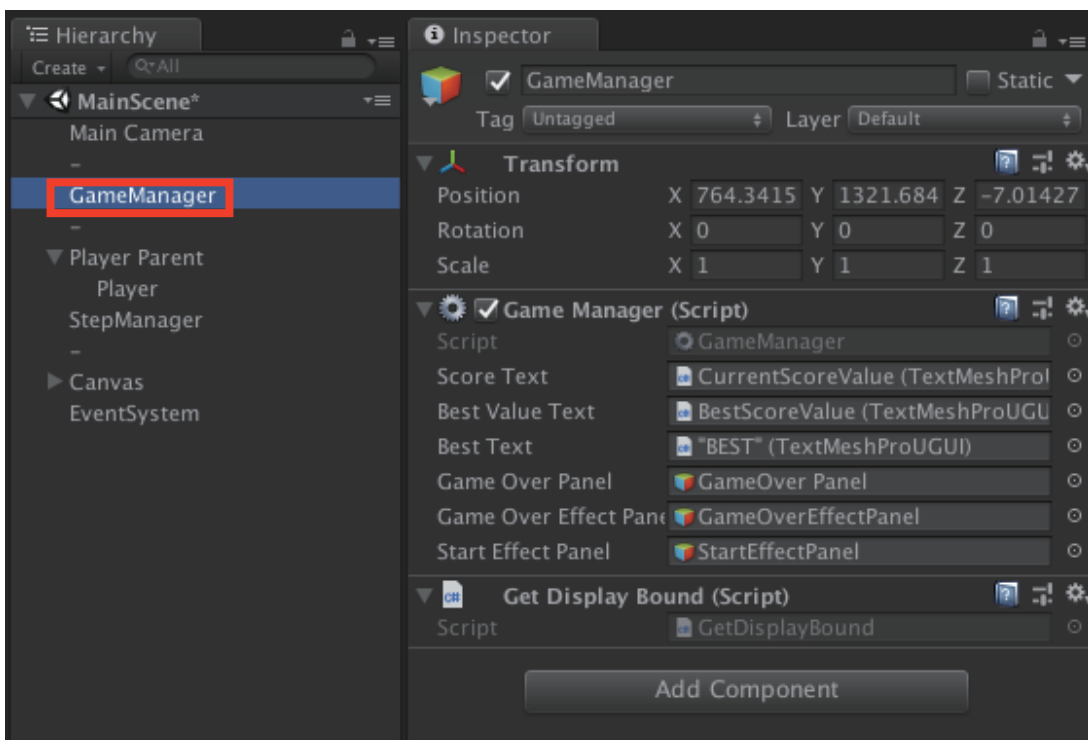 Hierarchy
Create
All
MainScene*
Main Camera
–
GameManager
–
Player Parent
Player
StepManager
–
Canvas
EventSystem
Inspector
GameManager
Static
Tag Untagged Layer Default
Transform
Position X 764.3415 Y 1321.684 Z -7.01427
Rotation X 0 Y 0 Z 0
Scale X 1 Y 1 Z 1
Game Manager (Script)
Script GameManager
Score Text CurrentScoreValue (TextMeshPro
Best Value Text BestScoreValue (TextMeshProUGU
Best Text "BEST" (TextMeshProUGUI)
Game Over Panel GameOver Panel
Game Over Effect Pane GameOverEffectPanel
Start Effect Panel StartEffectPanel
c#
Get Display Bound (Script)
Script GetDisplayBound
Add Component